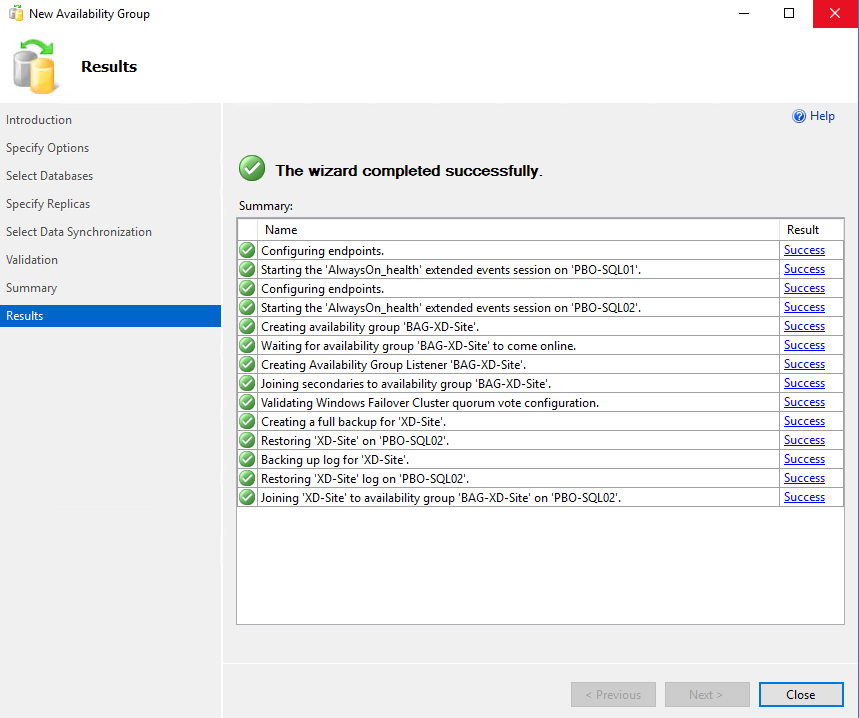 New Availability Group
Results
Introduction
Specify Options
Select Databases
Specify Replicas
Select Data Synchronization
Validation
Summary
Results
Help
The wizard completed successfully.
Summary:
Name Result
Configuring endpoints. Success
Starting the 'AlwaysOn_health' extended events session on 'PBO-SQL01'. Success
Configuring endpoints. Success
Starting the 'AlwaysOn_health' extended events session on 'PBO-SQL02'. Success
Creating availability group 'BAG-XD-Site'. Success
Waiting for availability group 'BAG-XD-Site' to come online. Success
Creating Availability Group Listener 'BAG-XD-Site'. Success
Joining secondaries to availability group 'BAG-XD-Site'. Success
Validating Windows Failover Cluster quorum vote configuration. Success
Creating a full backup for 'XD-Site'. Success
Restoring 'XD-Site' on 'PBO-SQL02'. Success
Backing up log for 'XD-Site'. Success
Restoring 'XD-Site' log on 'PBO-SQL02'. Success
Joining 'XD-Site' to availability group 'BAG-XD-Site' on 'PBO-SQL02'. Success
< Previous Next > Close